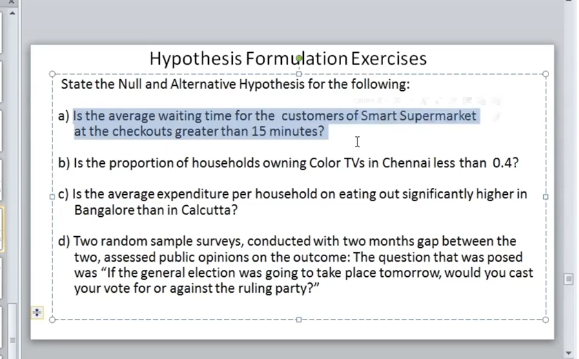 Hypothesis Formulation Exercises
State the Null and Alternative Hypothesis for the following:
a) Is the average waiting time for the customers of Smart Supermarket
at the checkouts greater than 15 minutes?
b) Is the proportion of households owning Color TVs in Chennai less than 0.4?
c) Is the average expenditure per household on eating out significantly higher in
Bangalore than in Calcutta?
d) Two random sample surveys, conducted with two months gap between the
two, assessed public opinions on the outcome: The question that was posed
was “If the general election was going to take place tomorrow, would you cast
your vote for or against the ruling party?”